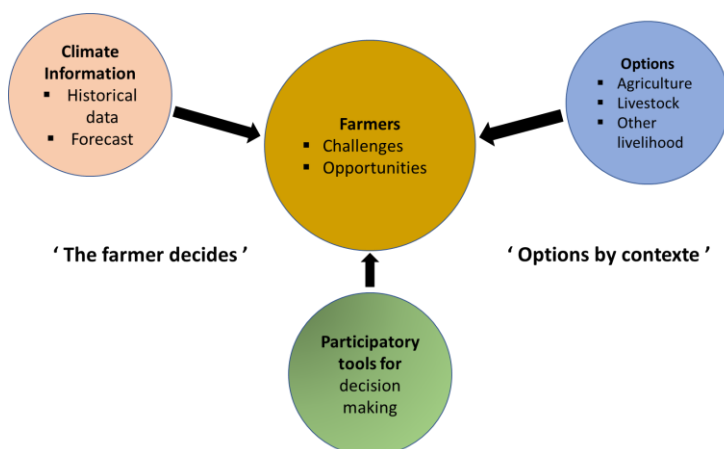 Climate
Information
▪ Historical
data
▪ Forecast
Farmers
▪ Challenges
▪ Opportunities
Options
▪ Agriculture
▪ Livestock
▪ Other
livelihood
‘ The farmer decides ’
‘ Options by contexte ’
Participatory
tools for
decision
making